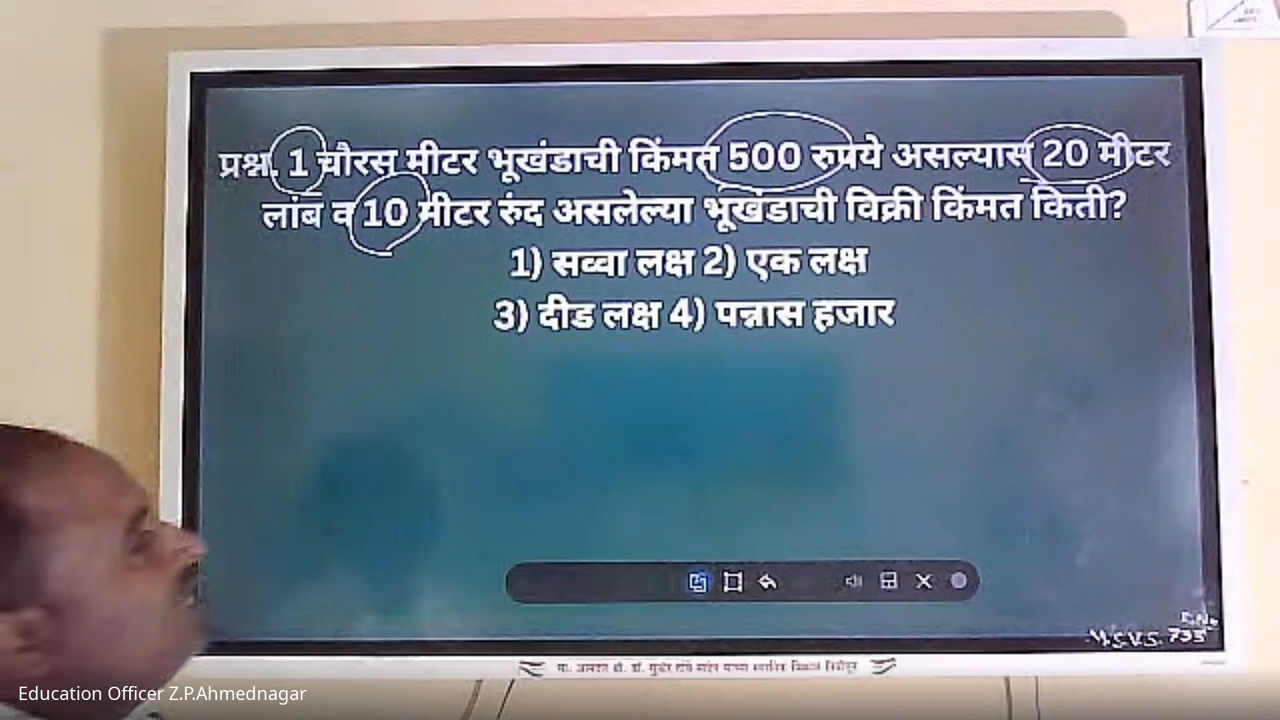 प्रश्न. 1 चौरस मीटर भूखंडाची किंमत 500 रुपये असल्यास 20 मीटर
लांब व 10 मीटर रुंद असलेल्या भूखंडाची विक्री किंमत किती?
1) सव्वा लक्ष 2) एक लक्ष
3) दीड लक्ष 4) पन्नास हजार
Y.S.V.S. 735
Education Officer Z.P.Ahmednagar